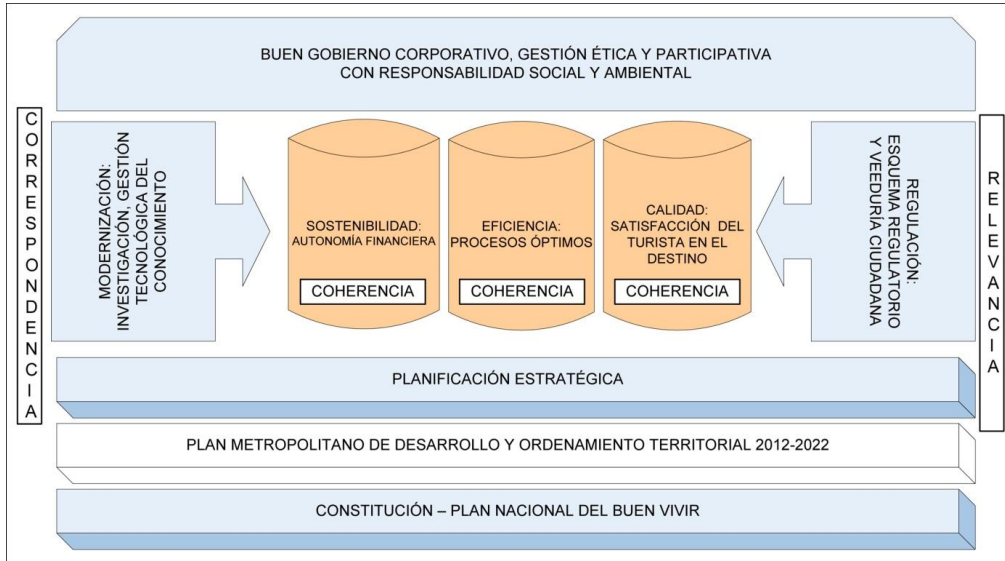 BUEN GOBIERNO CORPORATIVO, GESTIÓN ÉTICA Y PARTICIPATIVA
CON RESPONSABILIDAD SOCIAL Y AMBIENTAL
CORRESPONDENCIA
MODERNIZACIÓN:
INVESTIGACIÓN, GESTIÓN
TECNOLÓGICA DEL
CONOCIMIENTO
SOSTENIBILIDAD:
AUTONOMÍA FINANCIERA
COHERENCIA
EFICIENCIA:
PROCESOS ÓPTIMOS
COHERENCIA
CALIDAD:
SATISFACCIÓN DEL
TURISTA EN EL
DESTINO
COHERENCIA
REGULACIÓN:
ESQUEMA REGULATORIO
Y VEEDURÍA CIUDADANA
RELEVANCIA
PLANIFICACIÓN ESTRATÉGICA
PLAN METROPOLITANO DE DESARROLLO Y ORDENAMIENTO TERRITORIAL 2012-2022
CONSTITUCIÓN – PLAN NACIONAL DEL BUEN VIVIR